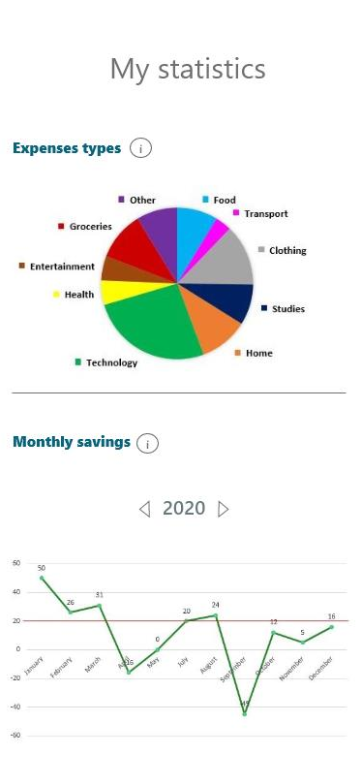 My statistics
Expenses types i
Other
Food
Transport
Groceries
Clothing
Entertainment
Health
Studies
Home
Technology
Monthly savings i
2020
60
50
40
31
26
24
20
20
16
12
5
0
0
January
February
March
April
May
July
August
September
October
November
December
-20
-40
-60